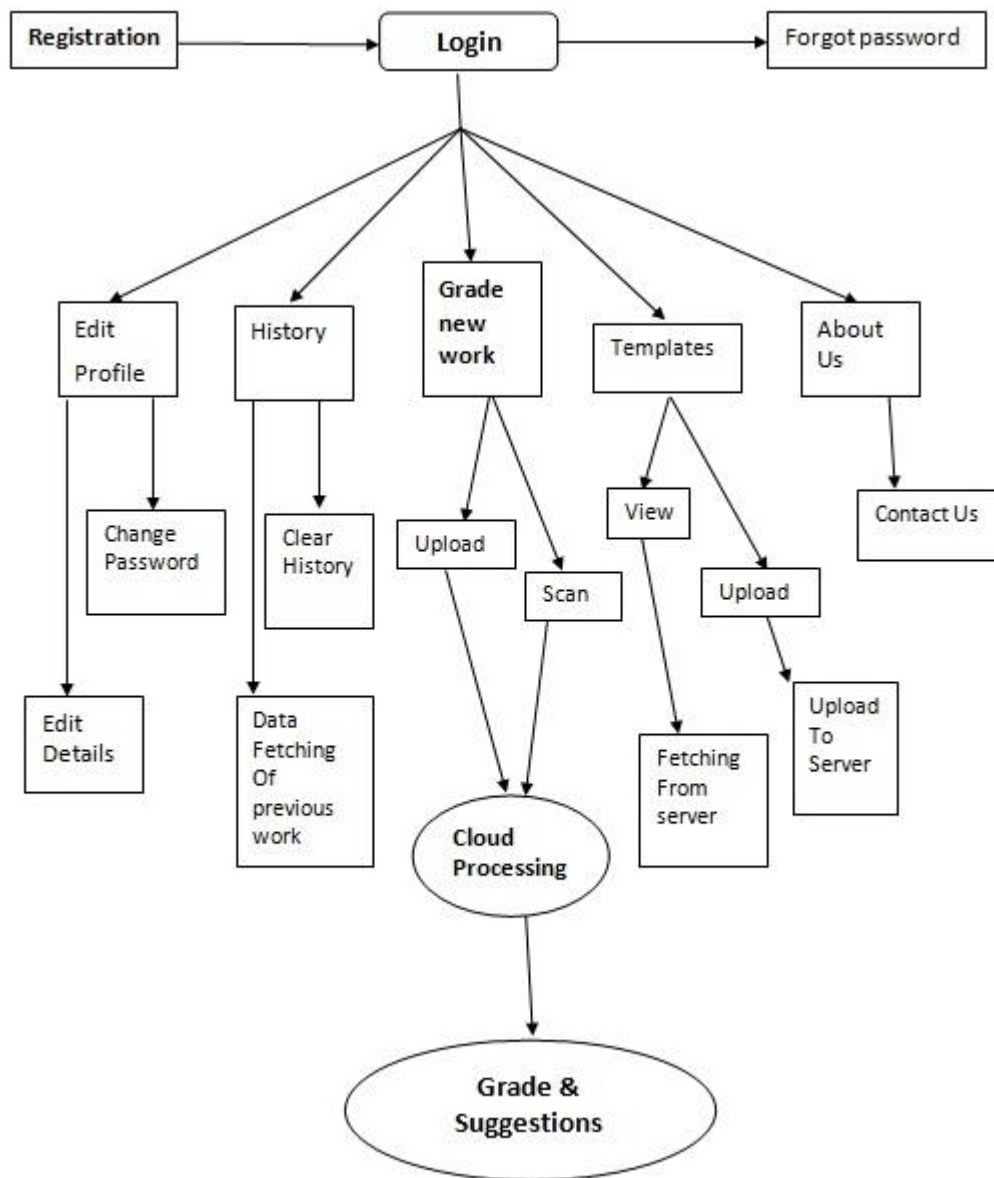 Registration
Login
Forgot password
Edit
Profile
History
Grade
new
work
Templates
About
Us
Change
Password
Clear
History
Upload
Scan
View
Upload
Contact Us
Edit
Details
Data
Fetching
Of
previous
work
Cloud
Processing
Fetching
From
server
Upload
To
Server
Grade &
Suggestions